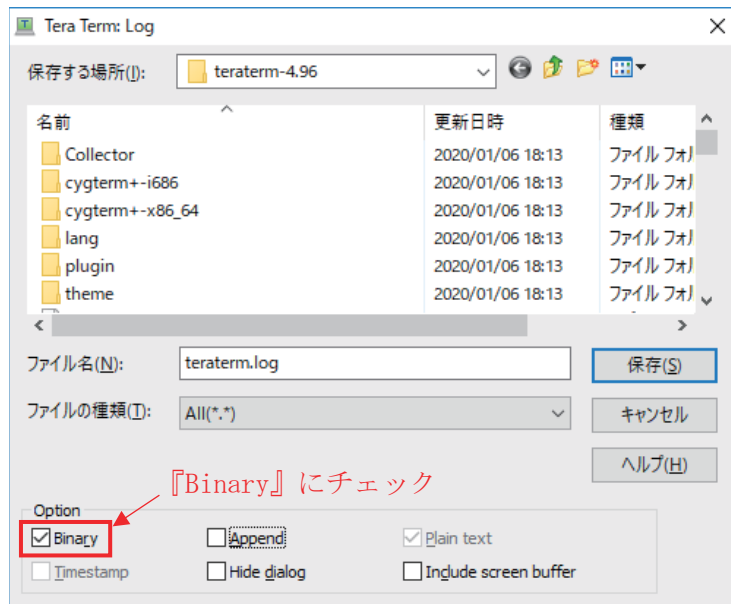 Tera Term: Log
保存する場所(I): teraterm-4.96
名前 更新日時 種類
Collector 2020/01/06 18:13 ファイル フォル
cygterm+-i686 2020/01/06 18:13 ファイル フォル
cygterm+-x86_64 2020/01/06 18:13 ファイル フォル
lang 2020/01/06 18:13 ファイル フォル
plugin 2020/01/06 18:13 ファイル フォル
theme 2020/01/06 18:13 ファイル フォル
ファイル名(N): teraterm.log 保存(S)
ファイルの種類(T): All(*.*) キャンセル
ヘルプ(H)
『Binary』にチェック
Option
Binary Append Plain text
Timestamp Hide dialog Include screen buffer